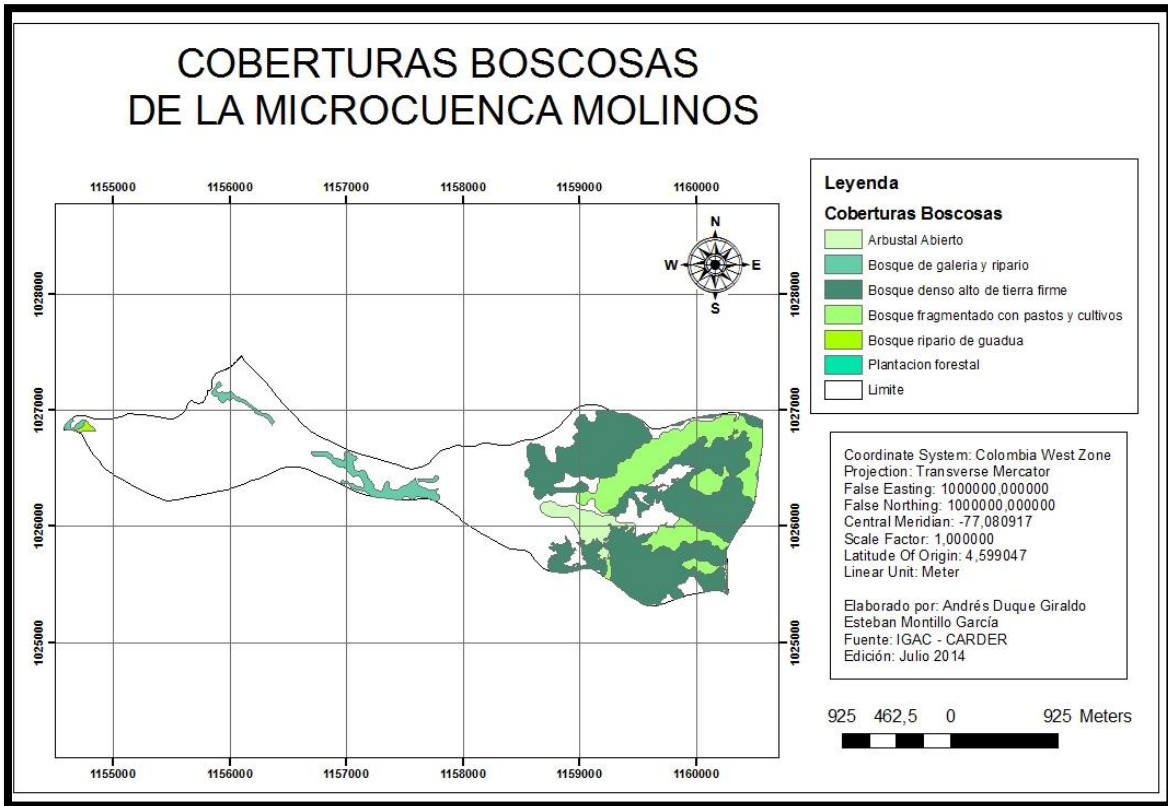 COBERTURAS BOSCOSAS
DE LA MICROCUENCA MOLINOS
1155000 1156000 1157000 1158000 1159000 1160000
1028000
1027000
1026000
1025000
N
W E
S
1028000
1027000
1026000
1025000
1155000 1156000 1157000 1158000 1159000 1160000
Leyenda
Coberturas Boscosas
Arbustal Abierto
Bosque de galeria y ripario
Bosque denso alto de tierra firme
Bosque fragmentado con pastos y cultivos
Bosque ripario de guadua
Plantacion forestal
Limite
Coordinate System: Colombia West Zone
Projection: Transverse Mercator
False Easting: 1000000,000000
False Northing: 1000000,000000
Central Meridian: -77,080917
Scale Factor: 1,000000
Latitude Of Origin: 4,599047
Linear Unit: Meter
Elaborado por: Andrés Duque Giraldo
Esteban Montillo García
Fuente: IGAC - CARDER
Edición: Julio 2014
925 462,5 0 925 Meters